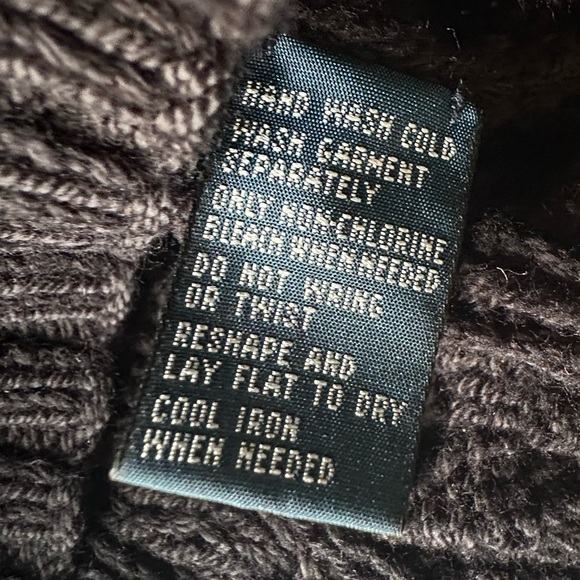 HAND WASH COLD
WASH GARMENT
SEPARATELY
ONLY NON-CHLORINE
BLEACH WHEN NEEDED
DO NOT WRING
OR TWIST
RESHAPE AND
LAY FLAT TO DRY
COOL IRON
WHEN NEEDED